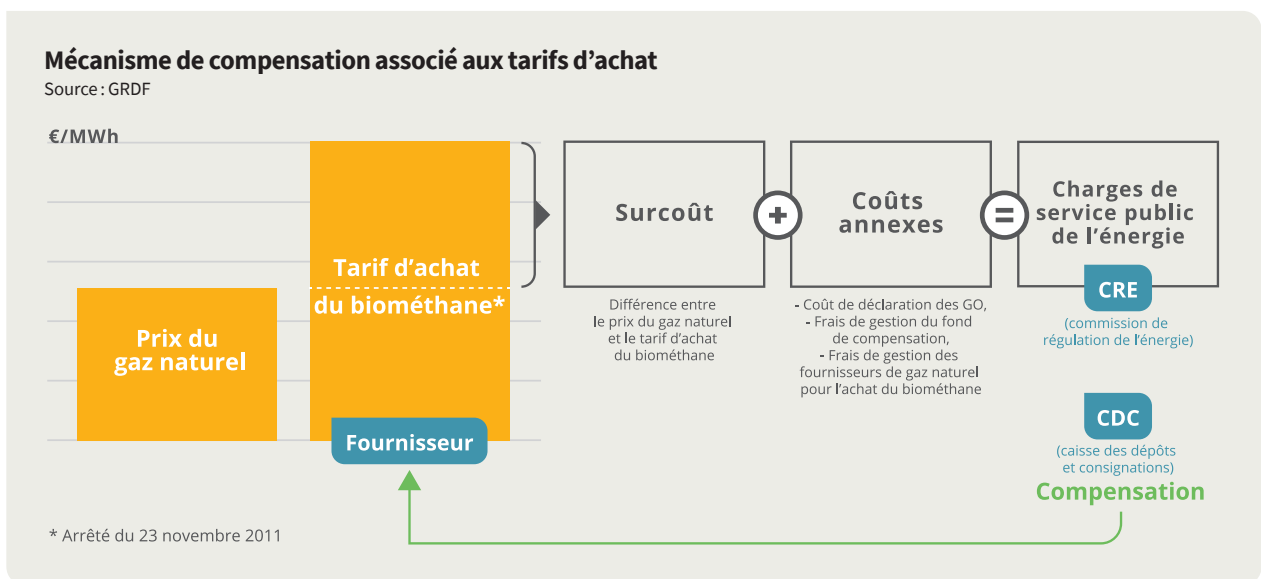 Mécanisme de compensation associé aux tarifs d’achat
Source : GRDF
€/MWh
Prix du
gaz naturel
Tarif d’achat
du biométhane*
Fournisseur
Surcoût
Différence entre
le prix du gaz naturel
et le tarif d’achat
du biométhane
+
Coûts
annexes
- Coût de déclaration des GO,
- Frais de gestion du fond
de compensation,
- Frais de gestion des
fournisseurs de gaz naturel
pour l’achat du biométhane
=
Charges de
service public
de l’énergie
CRE
(commission de
régulation de l’énergie)
CDC
(caisse des dépôts
et consignations)
Compensation
* Arrêté du 23 novembre 2011